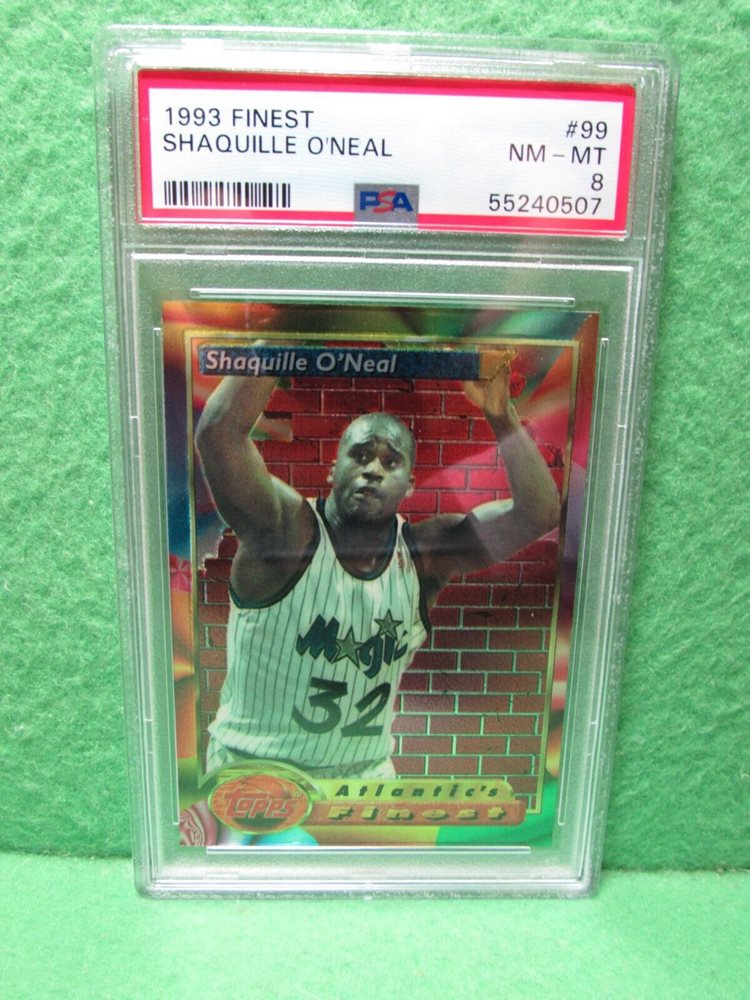 1993 FINEST #99
SHAQUILLE O'NEAL NM – MT
8
PSA 55240507
Shaquille O'Neal
Magic
32
Topps
Atlantic's
Finest